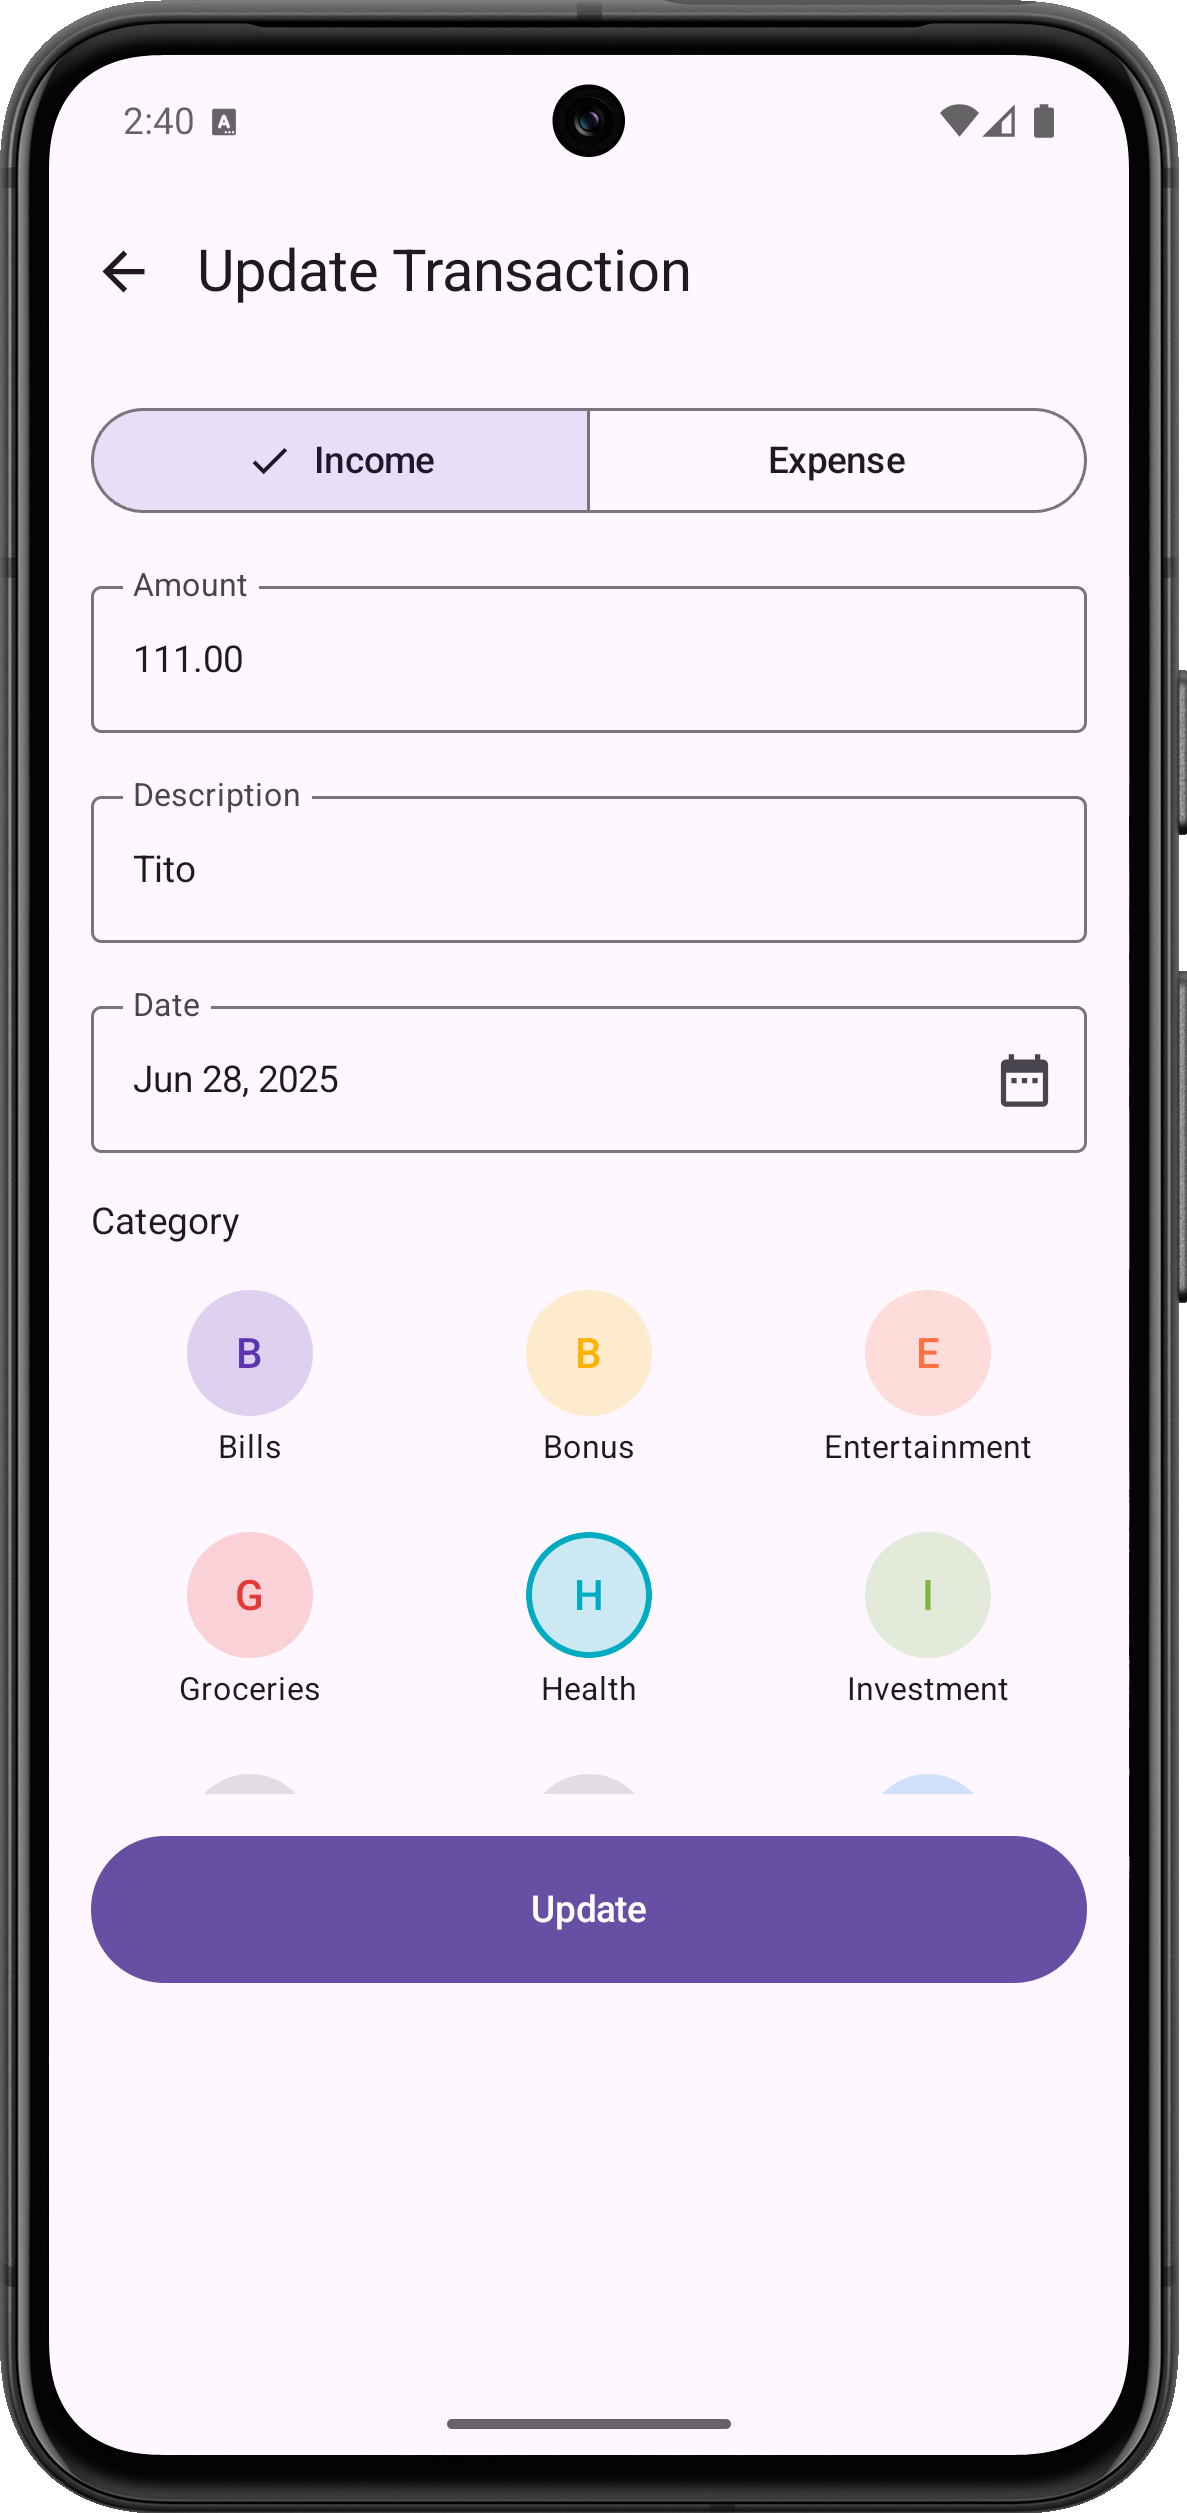 2:40 A
Update Transaction
Income Expense
Amount
111.00
Description
Tito
Date
Jun 28, 2025
Category
B B E
Bills Bonus Entertainment
G H I
Groceries Health Investment
Update